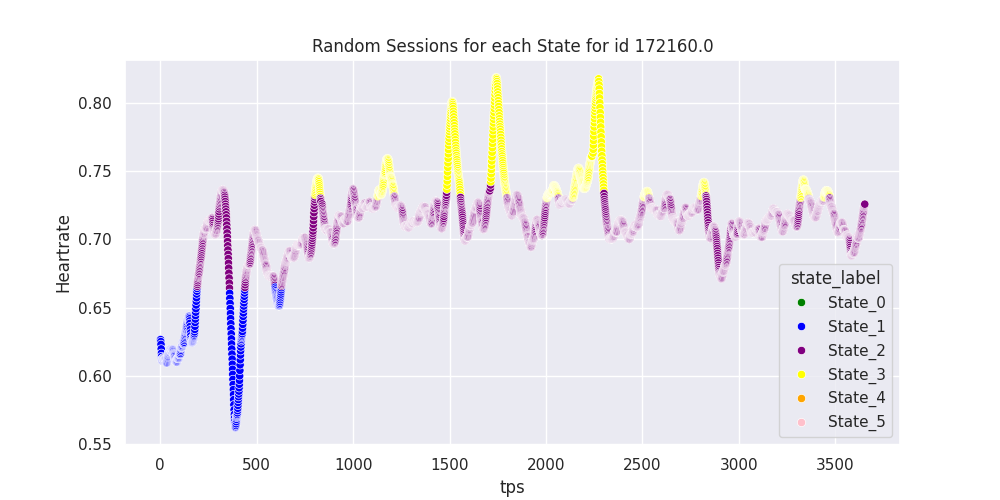 Random Sessions for each State for id 172160.0
Heartrate
0.80
0.75
0.70
0.65
0.60
0.55
state_label
State_0
State_1
State_2
State_3
State_4
State_5
0 500 1000 1500 2000 2500 3000 3500
tps